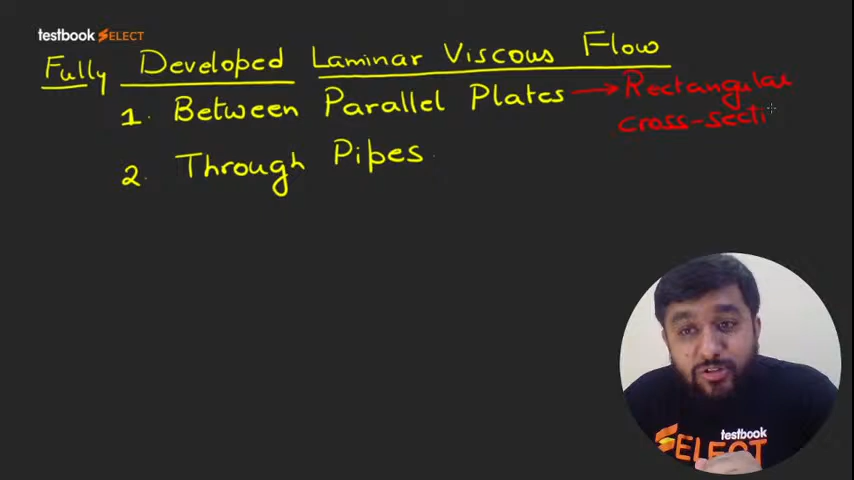 testbook SELECT
Fully Developed Laminar Viscous Flow
1. Between Parallel Plates → Rectangular
cross-secti
2. Through Pipes
testbook
SELECT